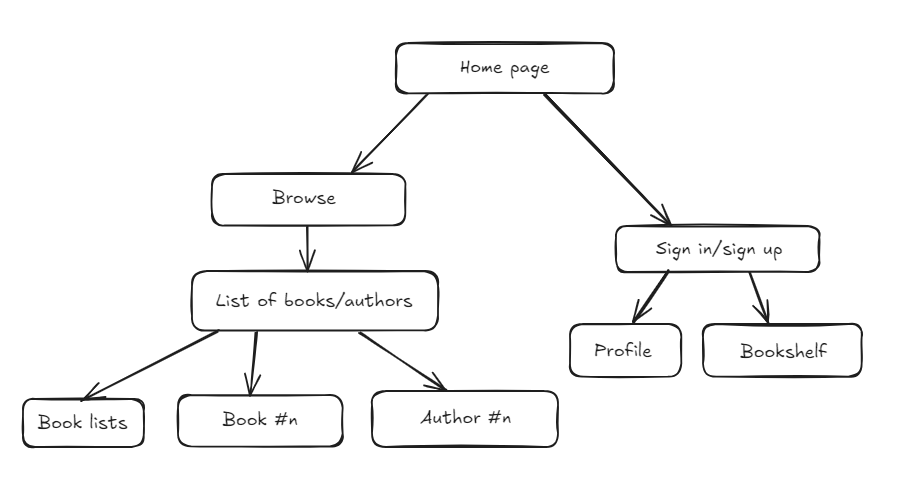 Home page
Browse
Sign in/sign up
List of books/authors
Profile
Bookshelf
Book lists
Book #n
Author #n